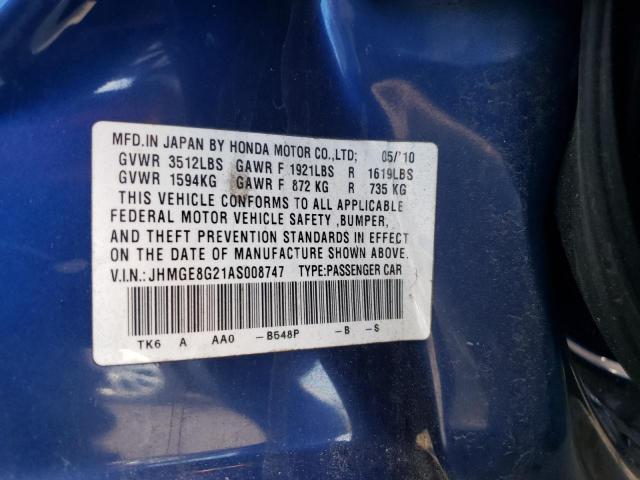 MFD.IN JAPAN BY HONDA MOTOR CO.,LTD; 05/'10
GVWR 3512LBS GAWR F 1921LBS R 1619LBS
GVWR 1594KG GAWR F 872 KG R 735 KG
THIS VEHICLE CONFORMS TO ALL APPLICABLE
FEDERAL MOTOR VEHICLE SAFETY ,BUMPER,
AND THEFT PREVENTION STANDARDS IN EFFECT
ON THE DATE OF MANUFACTURE SHOWN ABOVE.
V.I.N.: JHMGE8G21AS008747 TYPE:PASSENGER CAR
TK6 A AA0 -B548P -B -S